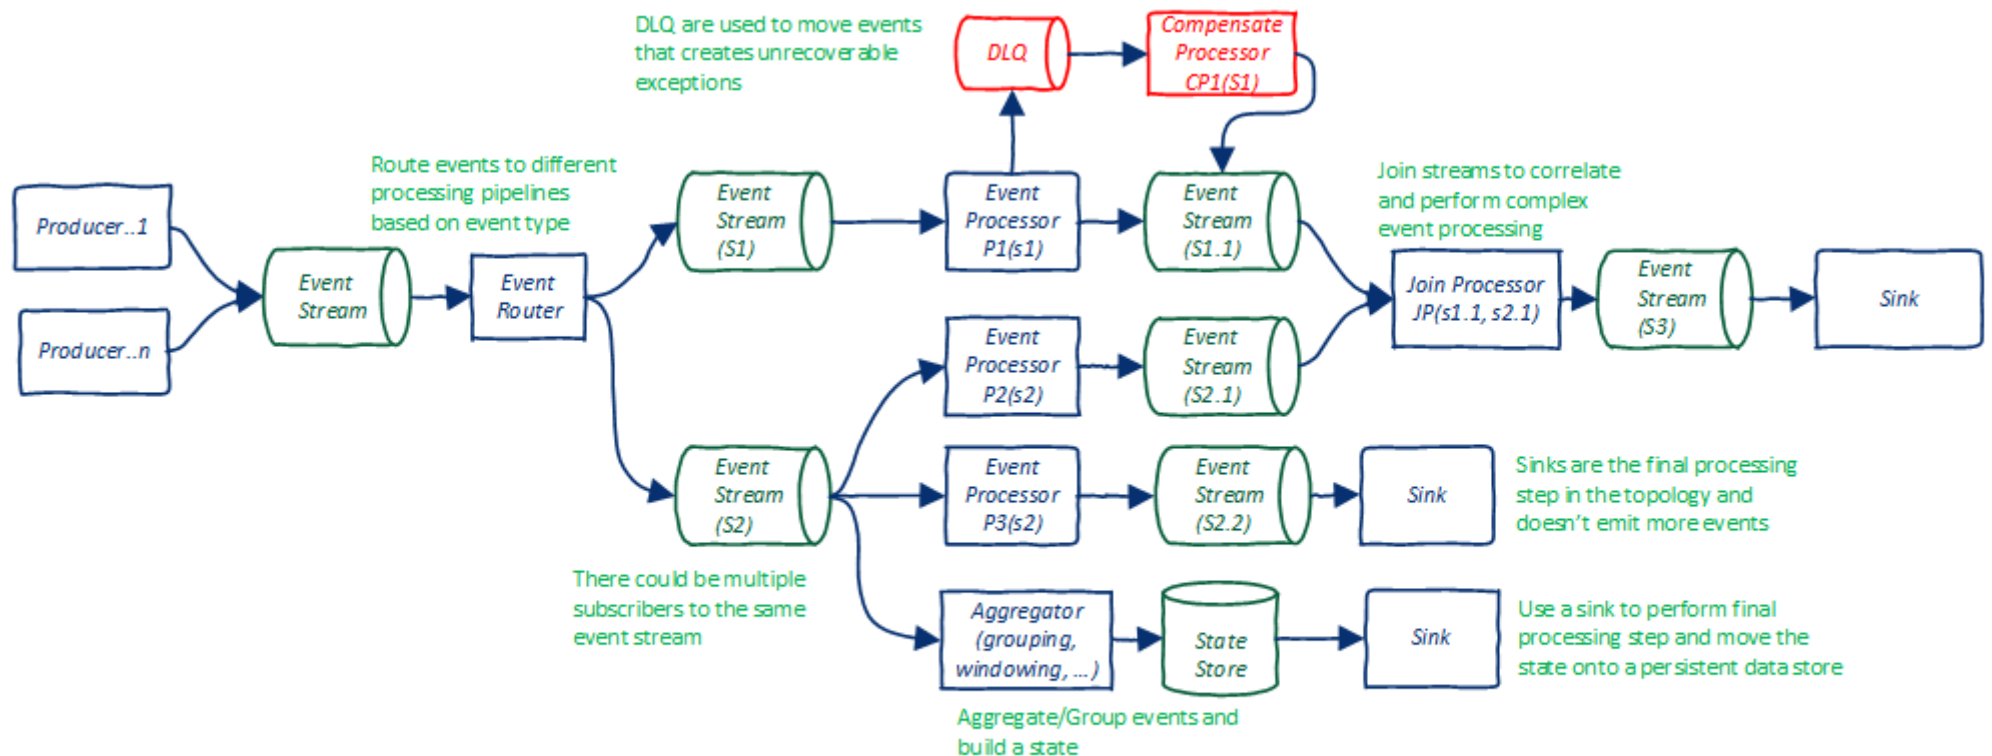 DLQ are used to move events
that creates unrecoverable
exceptions
DLQ
Compensate
Processor
CP1(S1)
Route events to different
processing pipelines
based on event type
Producer..1
Producer..n
Event
Stream
Event
Router
Event
Stream
(S1)
Event
Processor
P1(s1)
Event
Stream
(S1.1)
Join streams to correlate
and perform complex
event processing
Join Processor
JP(s1.1, s2.1)
Event
Stream
(S3)
Sink
Event
Processor
P2(s2)
Event
Stream
(S2.1)
Event
Stream
(S2)
Event
Processor
P3(s2)
Event
Stream
(S2.2)
Sink
Sinks are the final processing
step in the topology and
doesn't emit more events
There could be multiple
subscribers to the same
event stream
Aggregator
(grouping,
windowing, ...)
State
Store
Sink
Use a sink to perform final
processing step and move the
state onto a persistent data store
Aggregate/Group events and
build a state